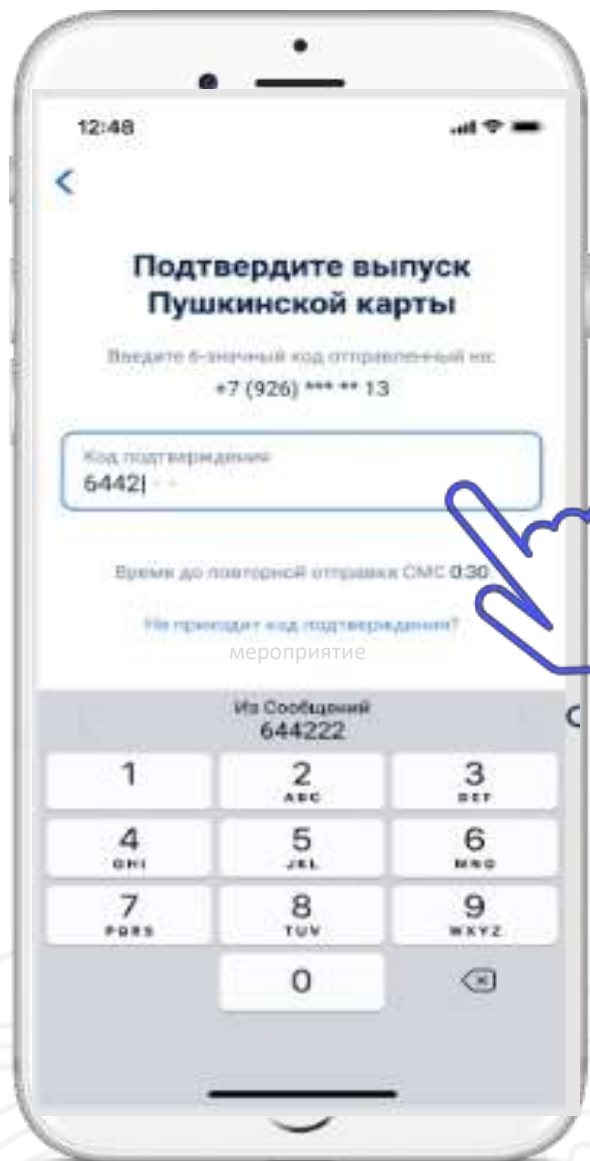 12:48
Подтвердите выпуск
Пушкинской карты
Введите 6-значный код отправленный на:
+7 (926) *** ** 13
Код подтверждения
6442
Время до повторной отправки СМС 0:30
Не приходит код подтверждения?
мероприятие
Из Сообщений
644222
1
2
ABC
3
DEF
4
GHI
5
JKL
6
MNO
7
PQRS
8
TUV
9
WXYZ
0